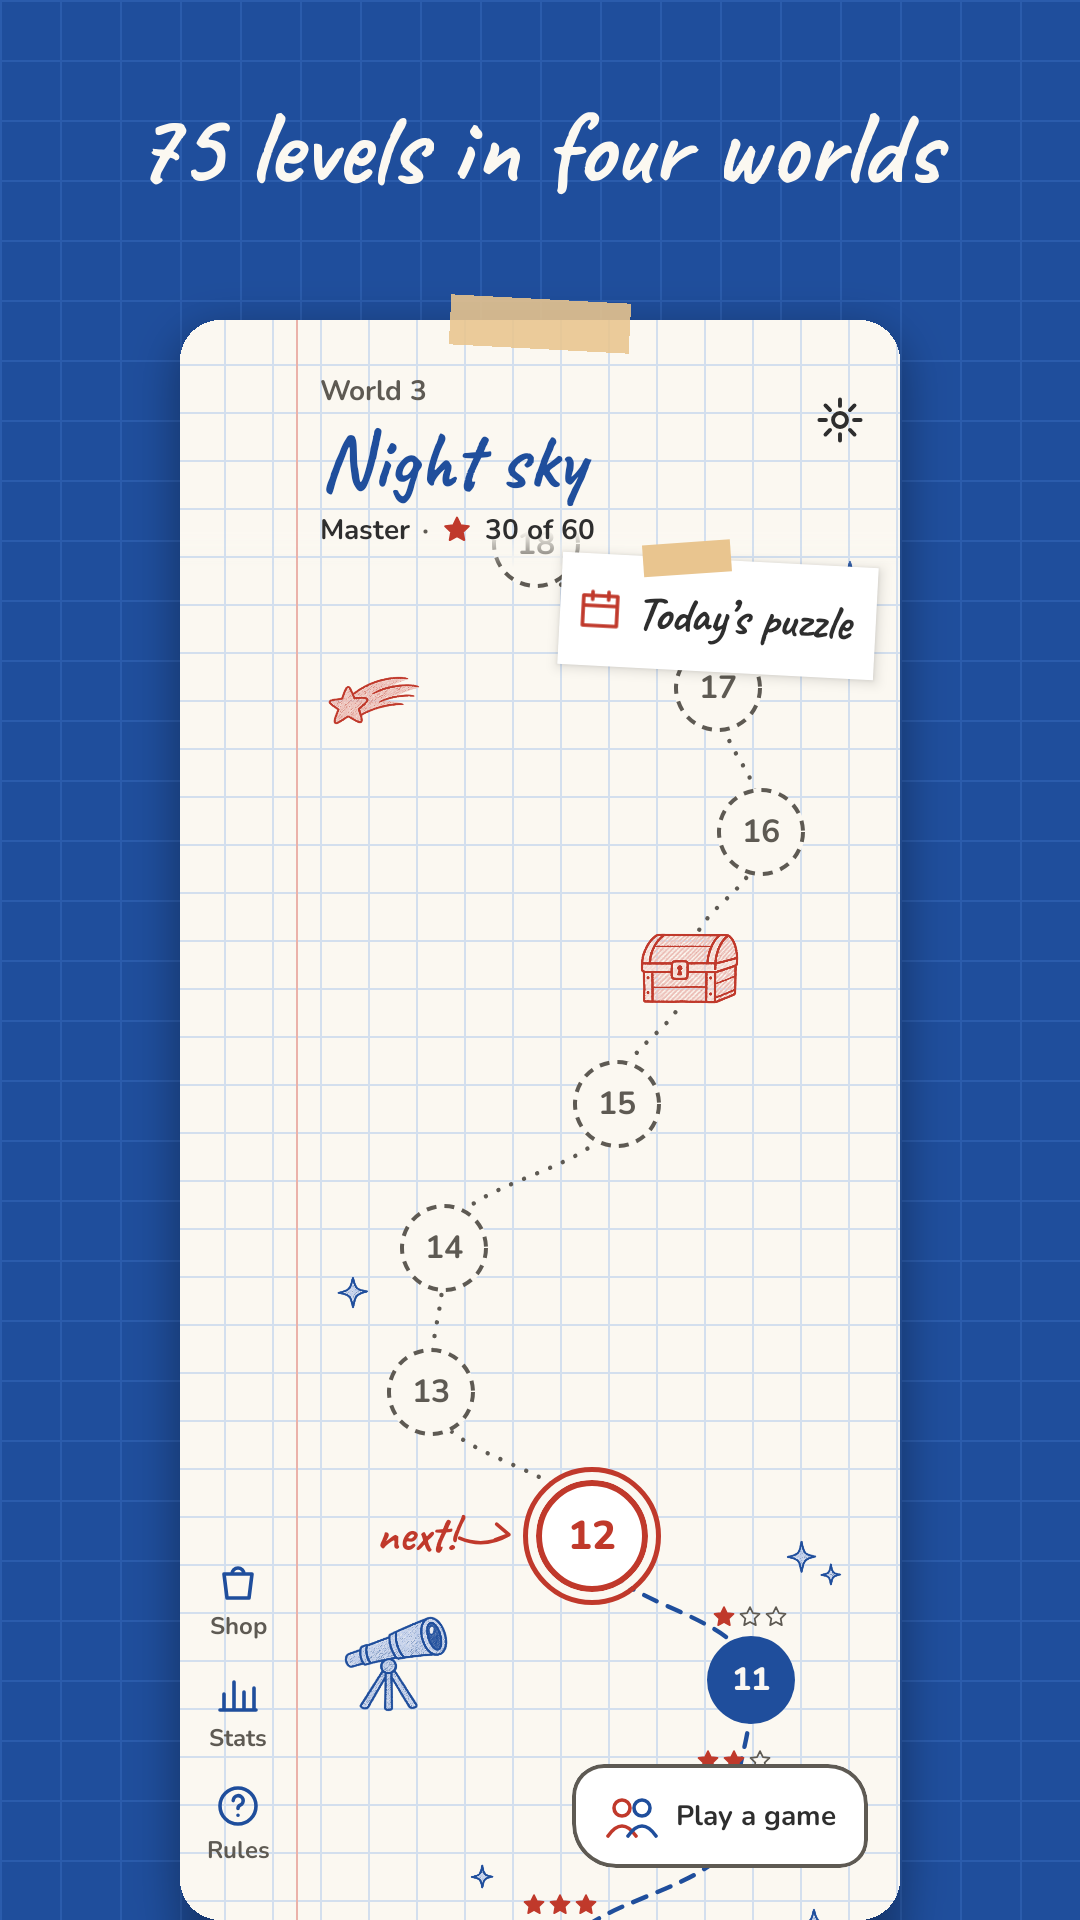 75 levels in four worlds
World 3
Night sky
Master · 30 of 60
18
Today's puzzle
17
16
15
14
13
next!
12
Shop
11
Stats
Play a game
Rules